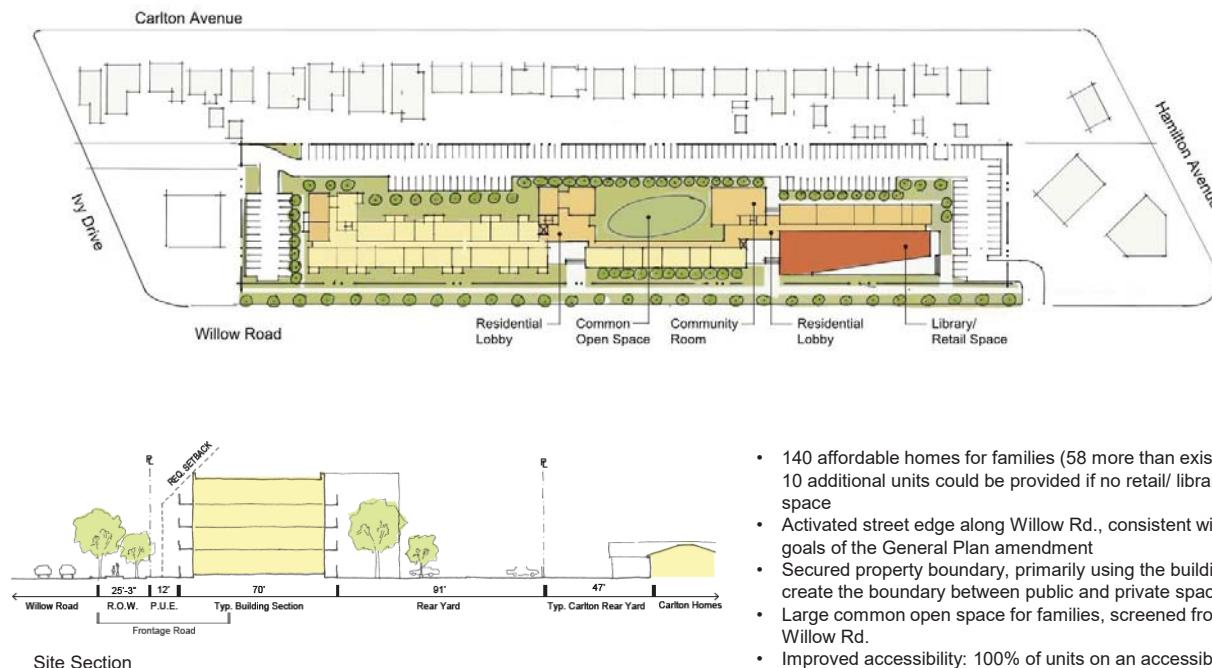 Carlton Avenue
Hamilton Avenue
Ivy Drive
Willow Road
Residential
Lobby
Common
Open Space
Community
Room
Residential
Lobby
Library/
Retail Space
REQ. SETBACK
25'-3"
12'
70'
91'
47'
Willow Road
R.O.W.
P.U.E.
Typ. Building Section
Rear Yard
Typ. Carlton Rear Yard
Carlton Homes
Frontage Road
Site Section
• 140 affordable homes for families (58 more than exis
10 additional units could be provided if no retail/ libra
space
• Activated street edge along Willow Rd., consistent wi
goals of the General Plan amendment
• Secured property boundary, primarily using the buildi
create the boundary between public and private spac
• Large common open space for families, screened fro
Willow Rd.
• Improved accessibility: 100% of units on an accessib